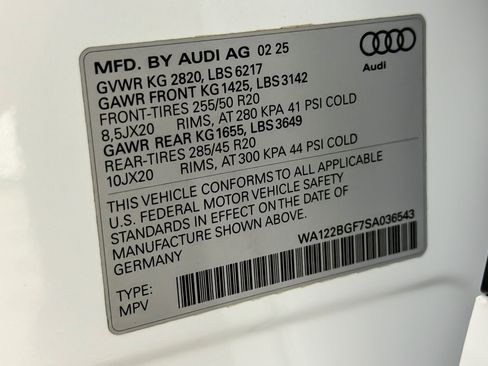 MFD. BY AUDI AG 02 25
GVWR KG 2820, LBS 6217
GAWR FRONT KG 1425, LBS 3142
FRONT-TIRES 255/50 R20
8,5JX20 RIMS, AT 280 KPA 41 PSI COLD
GAWR REAR KG 1655, LBS 3649
REAR-TIRES 285/45 R20
10JX20 RIMS, AT 300 KPA 44 PSI COLD
Audi
THIS VEHICLE CONFORMS TO ALL APPLICABLE
U.S. FEDERAL MOTOR VEHICLE SAFETY
STANDARDS IN EFFECT ON THE DATE OF
MANUFACTURE SHOWN ABOVE.
GERMANY
WA122BGF7SA036543
TYPE:
MPV